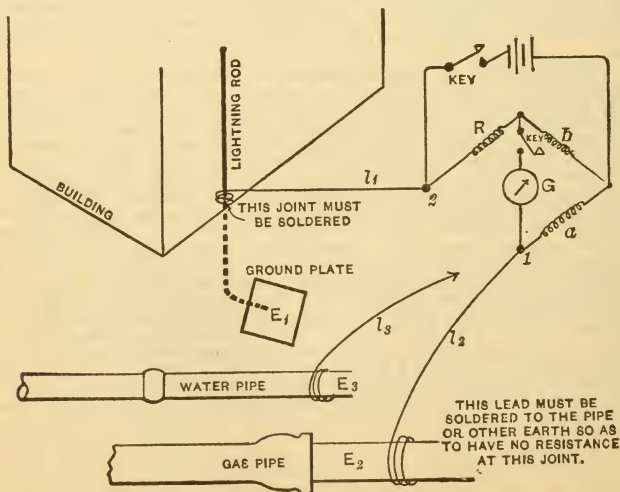 KEY
LIGHTNING ROD
R
KEY
b
G
l1
2
BUILDING
THIS JOINT MUST
BE SOLDERED
a
1
GROUND PLATE
E1
l3
l2
WATER PIPE
E3
THIS LEAD MUST BE
SOLDERED TO THE PIPE
OR OTHER EARTH SO AS
TO HAVE NO RESISTANCE
AT THIS JOINT.
GAS PIPE
E2